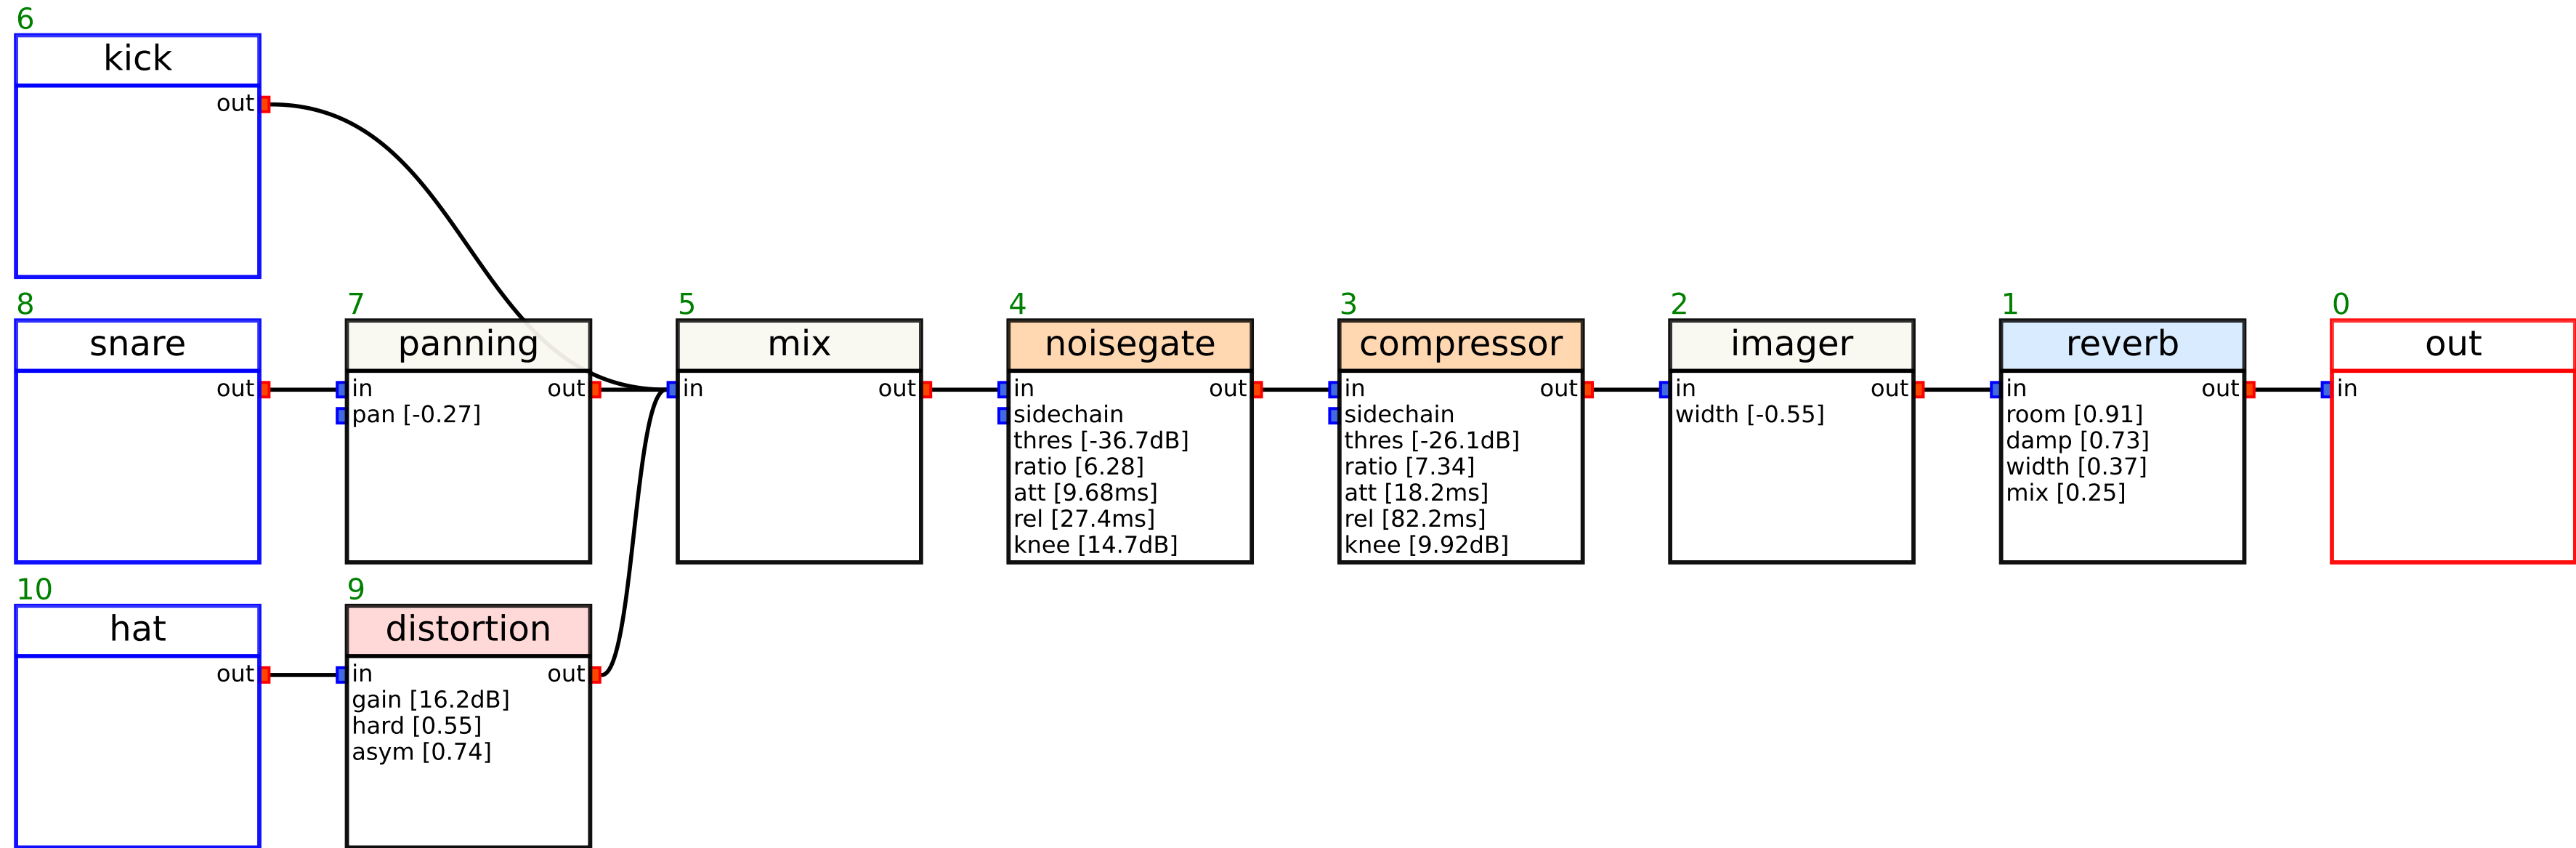 6
kick
out
8
snare
out
7
panning
in out
pan [-0.27]
5
mix
in out
4
noisegate
in out
sidechain
thres [-36.7dB]
ratio [6.28]
att [9.68ms]
rel [27.4ms]
knee [14.7dB]
3
compressor
in out
sidechain
thres [-26.1dB]
ratio [7.34]
att [18.2ms]
rel [82.2ms]
knee [9.92dB]
2
imager
in out
width [-0.55]
1
reverb
in out
room [0.91]
damp [0.73]
width [0.37]
mix [0.25]
0
out
in
10
hat
out
9
distortion
in out
gain [16.2dB]
hard [0.55]
asym [0.74]